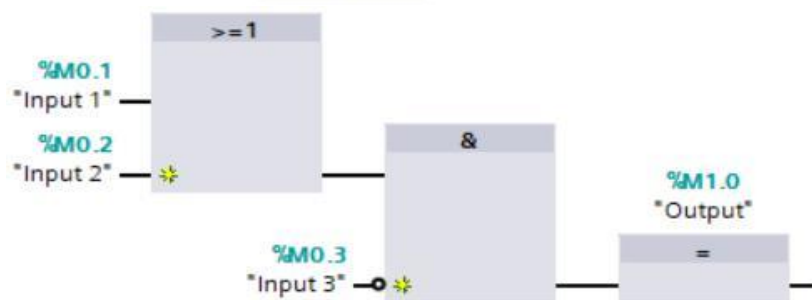 >=1
%M0.1
"Input 1"
%M0.2
"Input 2"
&
%M1.0
"Output"
=
%M0.3
"Input 3"